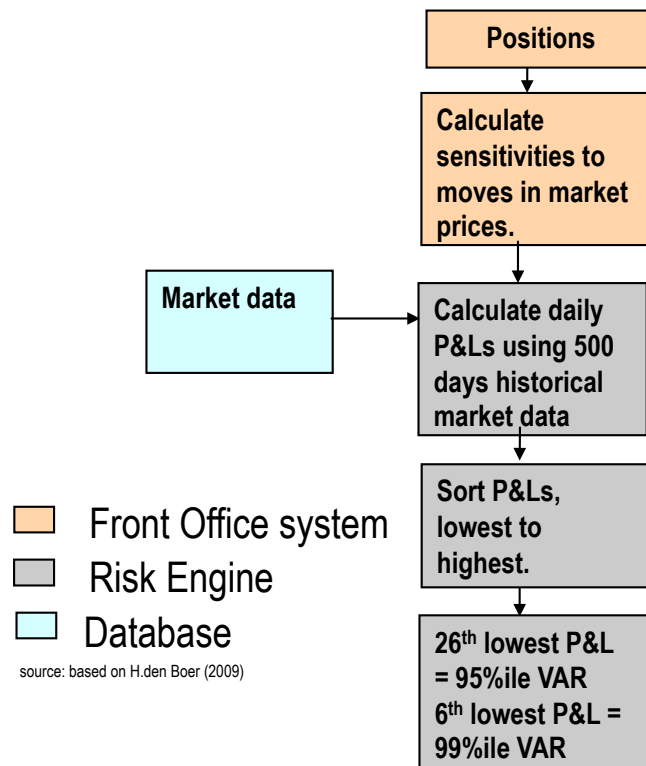 Positions
Calculate
sensitivities to
moves in market
prices.
Market data
Calculate daily
P&Ls using 500
days historical
market data
Sort P&Ls,
lowest to
highest.
Front Office system
Risk Engine
Database
source: based on H.den Boer (2009)
26th lowest P&L
= 95%ile VAR
6th lowest P&L =
99%ile VAR